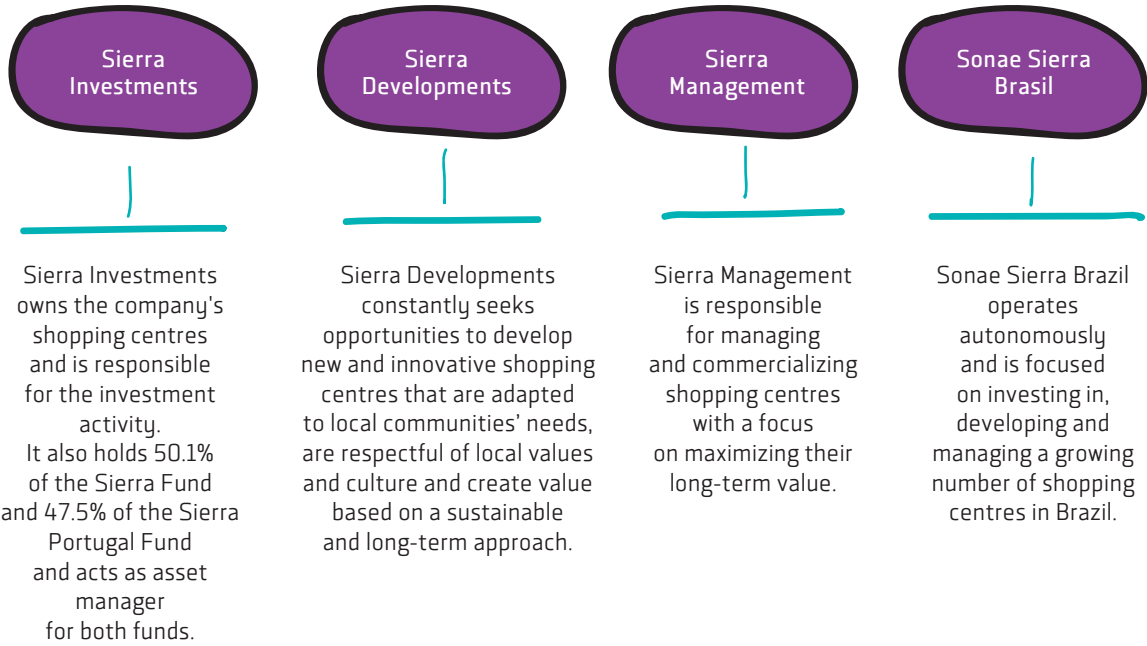 Sierra
Investments
Sierra
Developments
Sierra
Management
Sonae Sierra
Brasil
Sierra Investments
owns the company's
shopping centres
and is responsible
for the investment
activity.
It also holds 50.1%
of the Sierra Fund
and 47.5% of the Sierra
Portugal Fund
and acts as asset
manager
for both funds.
Sierra Developments
constantly seeks
opportunities to develop
new and innovative shopping
centres that are adapted
to local communities’ needs,
are respectful of local values
and culture and create value
based on a sustainable
and long-term approach.
Sierra Management
is responsible
for managing
and commercializing
shopping centres
with a focus
on maximizing their
long-term value.
Sonae Sierra Brazil
operates
autonomously
and is focused
on investing in,
developing and
managing a growing
number of shopping
centres in Brazil.